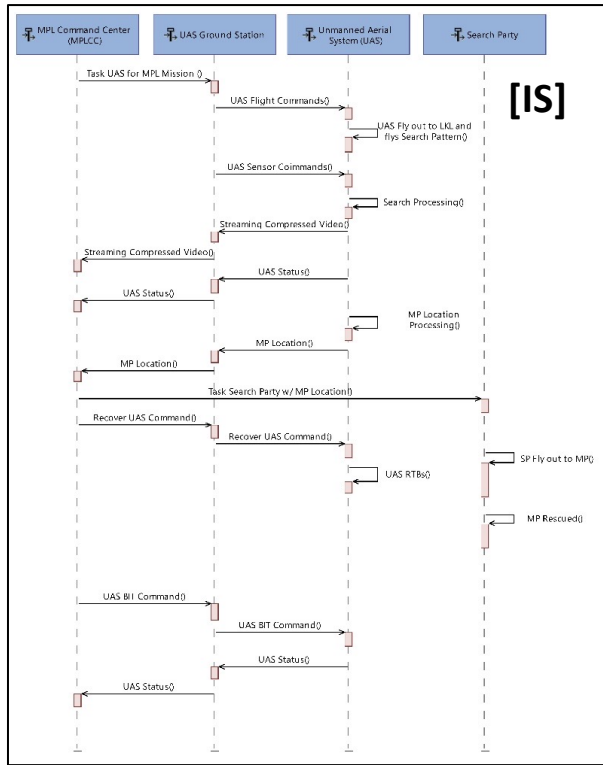 MPL Command Center
(MPLCC)
UAS Ground Station
Unmanned Aerial
System (UAS)
Search Party
[IS]
Task UAS for MPL Mission ()
UAS Flight Commands()
UAS Fly out to LKL and
flys Search Pattern()
UAS Sensor Coimmands()
Search Processing()
Streaming Compressed Video()
Streaming Compressed Video()
UAS Status()
UAS Status()
MP Location
Processing()
MP Location()
MP Location()
Task Search Party w/ MP Location()
Recover UAS Command()
Recover UAS Command()
SP Fly out to MP()
UAS RTBs()
MP Rescued()
UAS BIT Command()
UAS BIT Command()
UAS Status()
UAS Status()